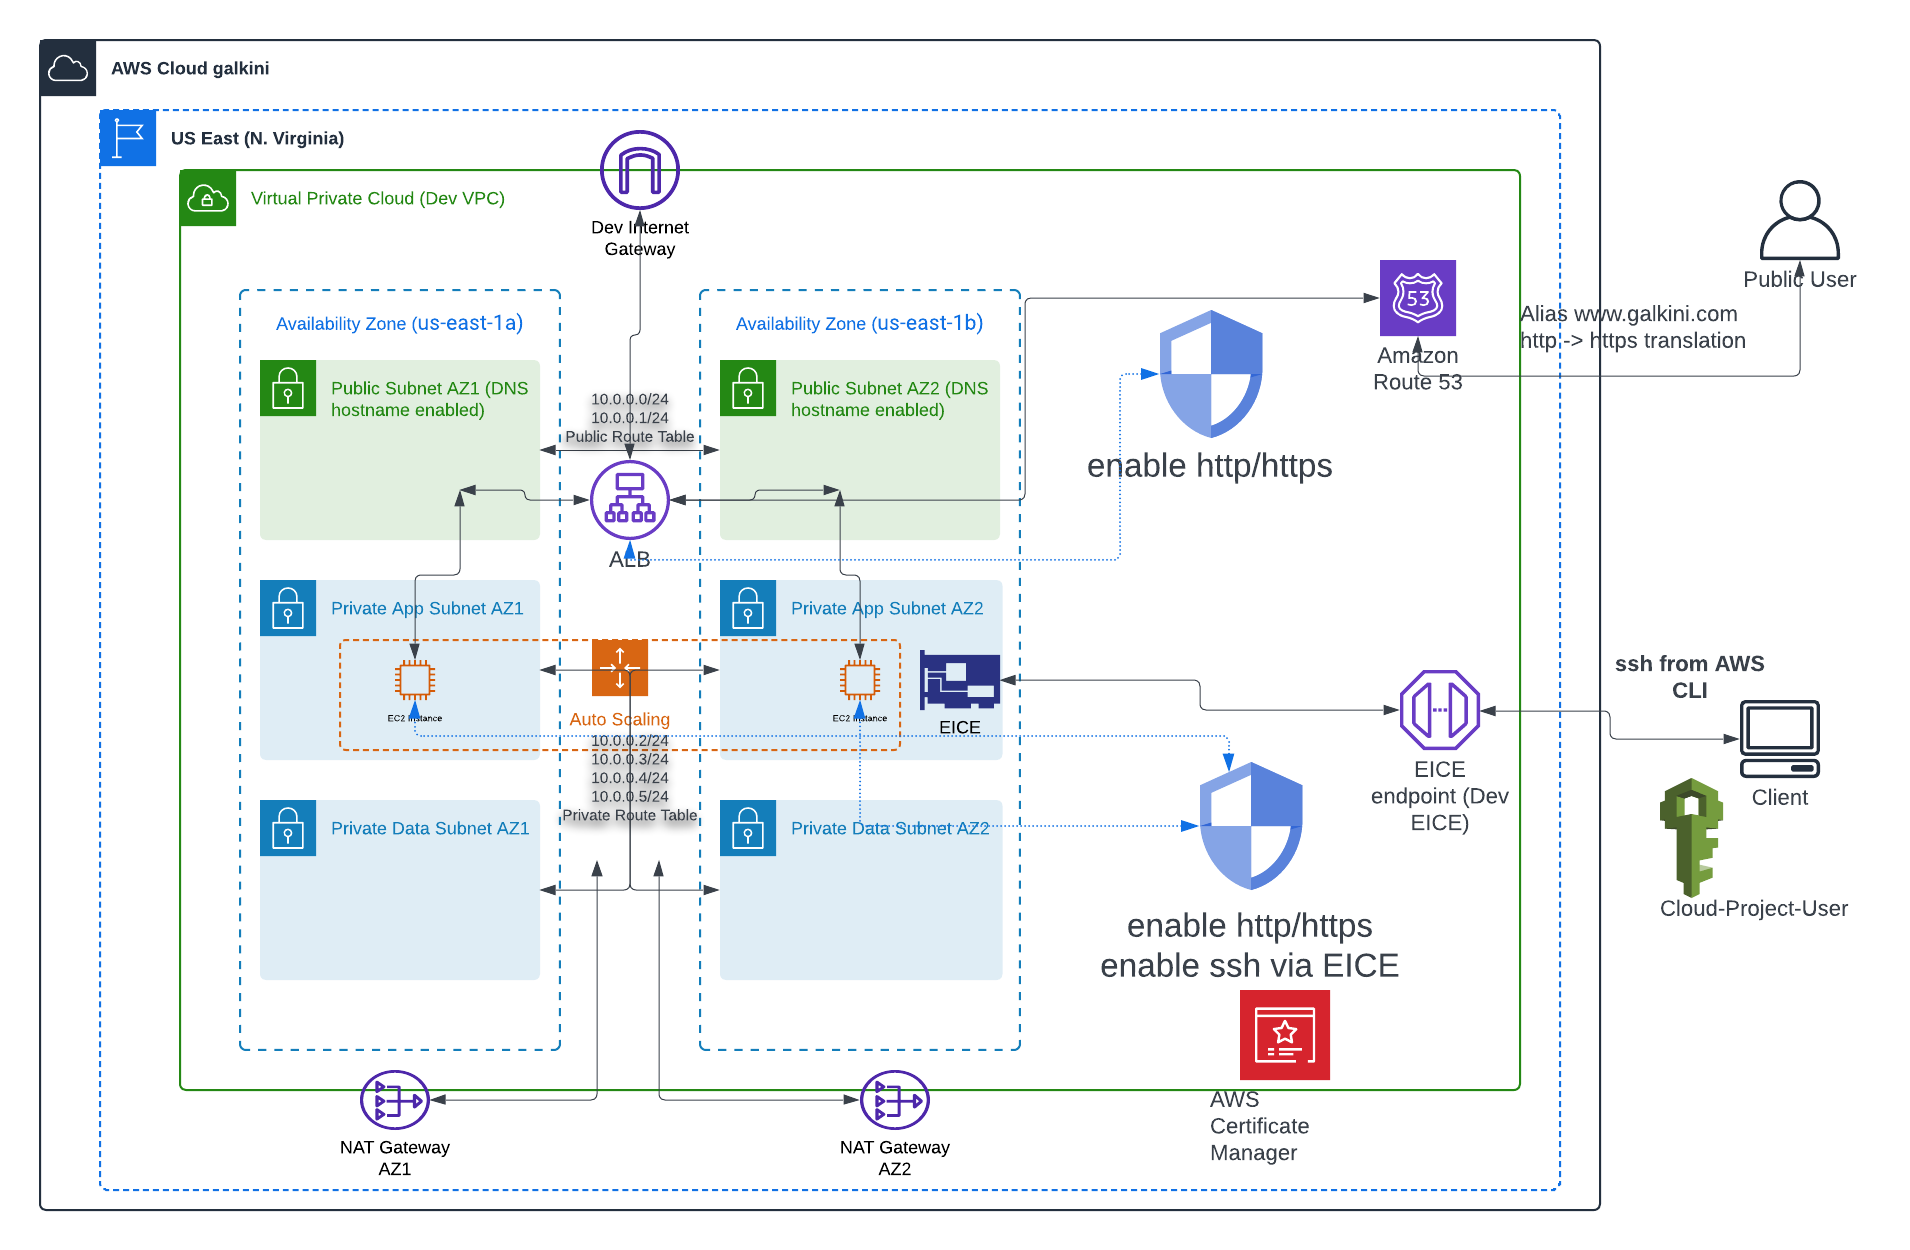 AWS Cloud galkini
US East (N. Virginia)
Virtual Private Cloud (Dev VPC)
Dev Internet
Gateway
Public User
Availability Zone (us-east-1a)
Availability Zone (us-east-1b)
53
Alias www.galkini.com
http -> https translation
Amazon
Route 53
Public Subnet AZ1 (DNS
hostname enabled)
10.0.0.0/24
10.0.0.1/24
Public Route Table
Public Subnet AZ2 (DNS
hostname enabled)
enable http/https
ALB
Private App Subnet AZ1
Private App Subnet AZ2
ssh from AWS
CLI
EC2 Instance
Auto Scaling
EC2 Instance
EICE
10.0.0.2/24
10.0.0.3/24
10.0.0.4/24
10.0.0.5/24
Private Route Table
EICE
endpoint (Dev
EICE)
Client
Private Data Subnet AZ1
Private Data Subnet AZ2
Cloud-Project-User
enable http/https
enable ssh via EICE
AWS
Certificate
Manager
NAT Gateway
AZ1
NAT Gateway
AZ2